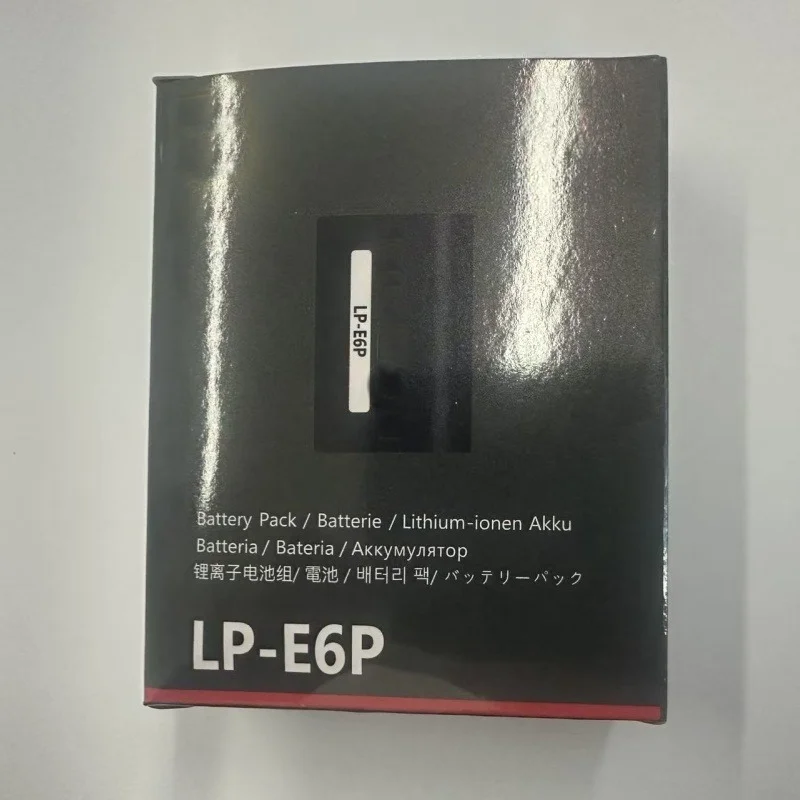 LP-E6P
Battery Pack / Batterie / Lithium-ionen Akku
Batteria / Bateria / Аккумулятор
锂离子电池组/ 電池 / 배터리 팩/ バッテリーパック
LP-E6P